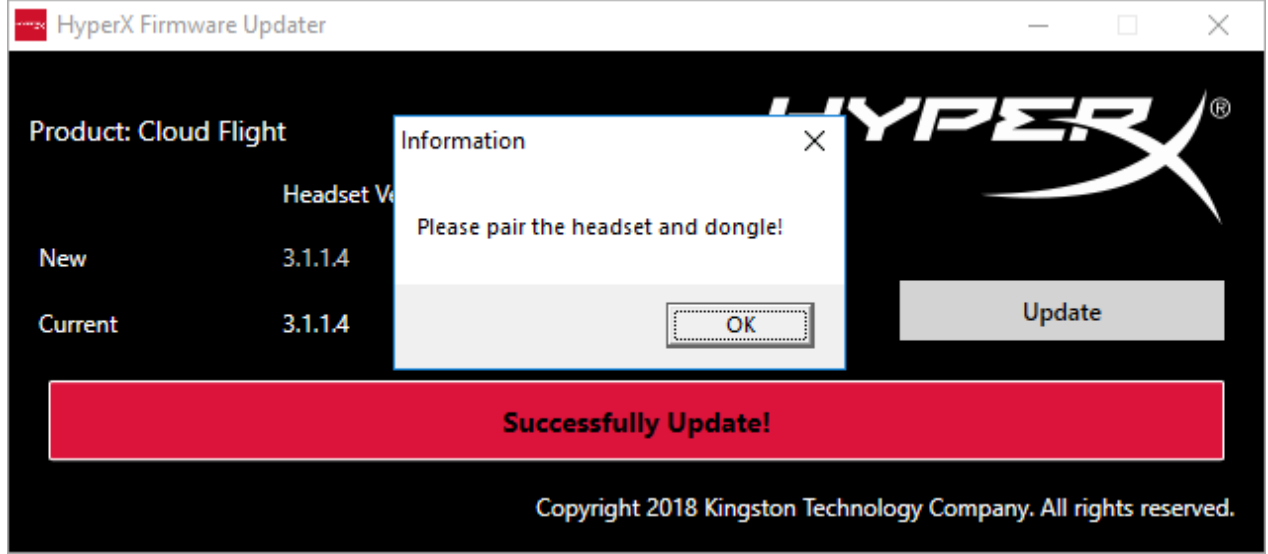 HyperX Firmware Updater
HYPERX®
Product: Cloud Flight
Information
Headset Ve
Please pair the headset and dongle!
New 3.1.1.4
Current 3.1.1.4
OK
Update
Successfully Update!
Copyright 2018 Kingston Technology Company. All rights reserved.